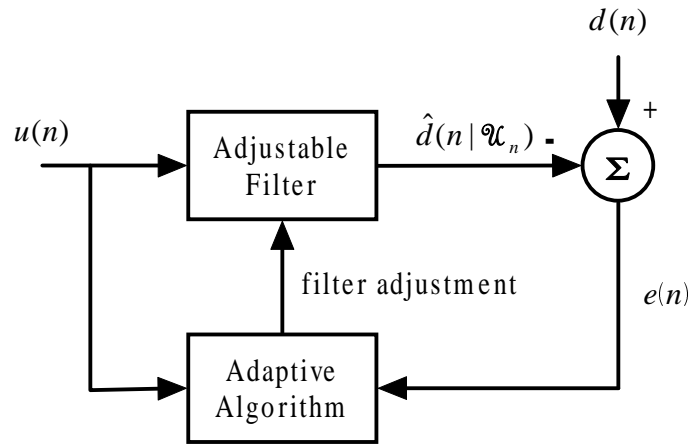 d(n)
+
u(n)
Adjustable
Filter
d̂(n | 𝒰ₙ) -
Σ
filter adjustment
e(n)
Adaptive
Algorithm